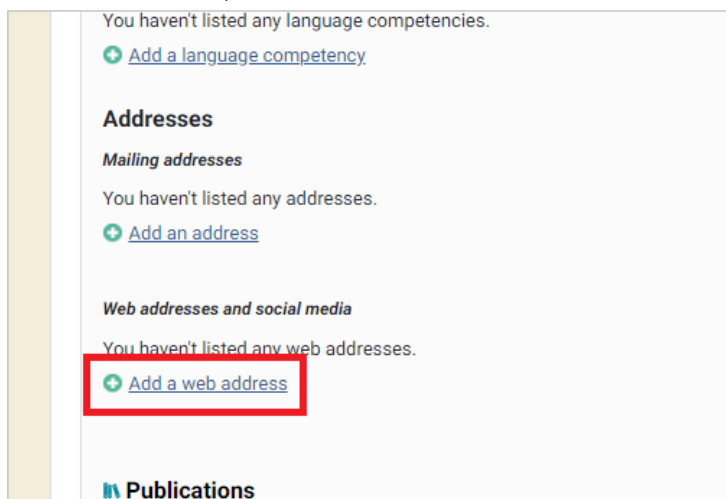 You haven't listed any language competencies.
Add a language competency
Addresses
Mailing addresses
You haven't listed any addresses.
Add an address
Web addresses and social media
You haven't listed any web addresses.
Add a web address
Publications